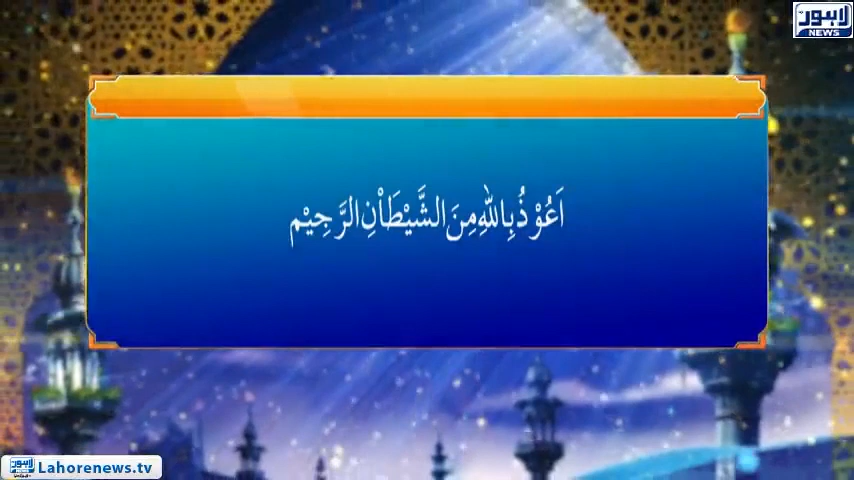 لاہور
NEWS
اَعُوْذُ بِاللّٰهِ مِنَ الشَّيْطَاْنِ الرَّجِيْم
لاہور Lahorenews.tv